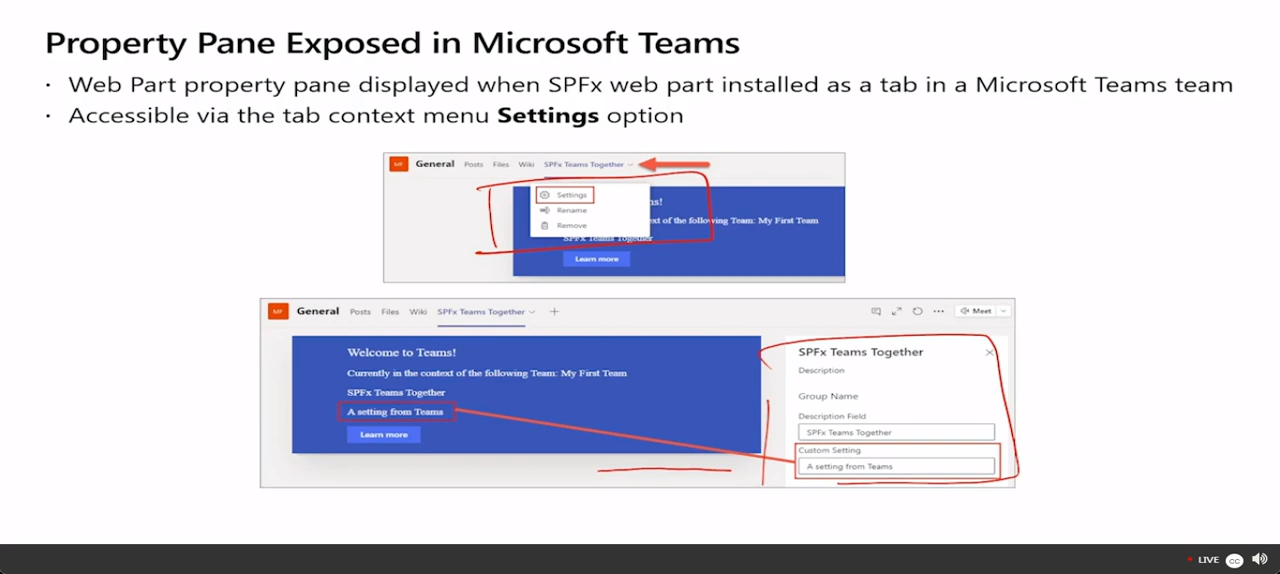 Property Pane Exposed in Microsoft Teams
· Web Part property pane displayed when SPFx web part installed as a tab in a Microsoft Teams team
· Accessible via the tab context menu Settings option
MF General Posts Files Wiki SPFx Teams Together
Settings
ms!
Rename
ext of the following Team: My First Team
Remove
SPFx Teams Together
Learn more
MF General Posts Files Wiki SPFx Teams Together +
Meet
Welcome to Teams!
Currently in the context of the following Team: My First Team
SPFx Teams Together
A setting from Teams
Learn more
SPFx Teams Together
Description
Group Name
Description Field
SPFx Teams Together
Custom Setting
A setting from Teams
LIVE CC